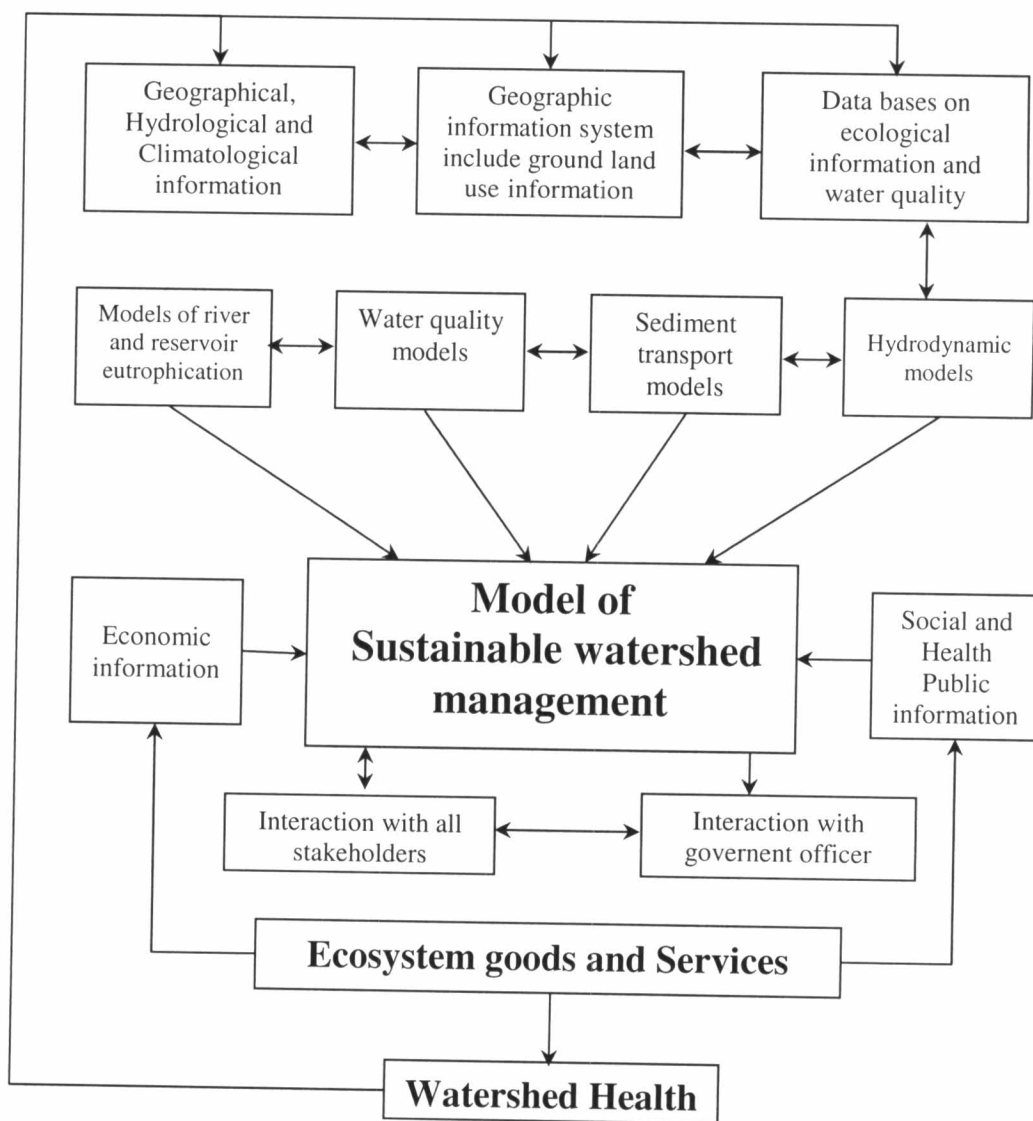 Geographical,
Hydrological and
Climatological
information
Geographic
information system
include ground land
use information
Data bases on
ecological
information and
water quality
Models of river
and reservoir
eutrophication
Water quality
models
Sediment
transport
models
Hydrodynamic
models
Model of
Sustainable watershed
management
Economic
information
Social and
Health
Public
information
Interaction with all
stakeholders
Interaction with
governent officer
Ecosystem goods and Services
Watershed Health